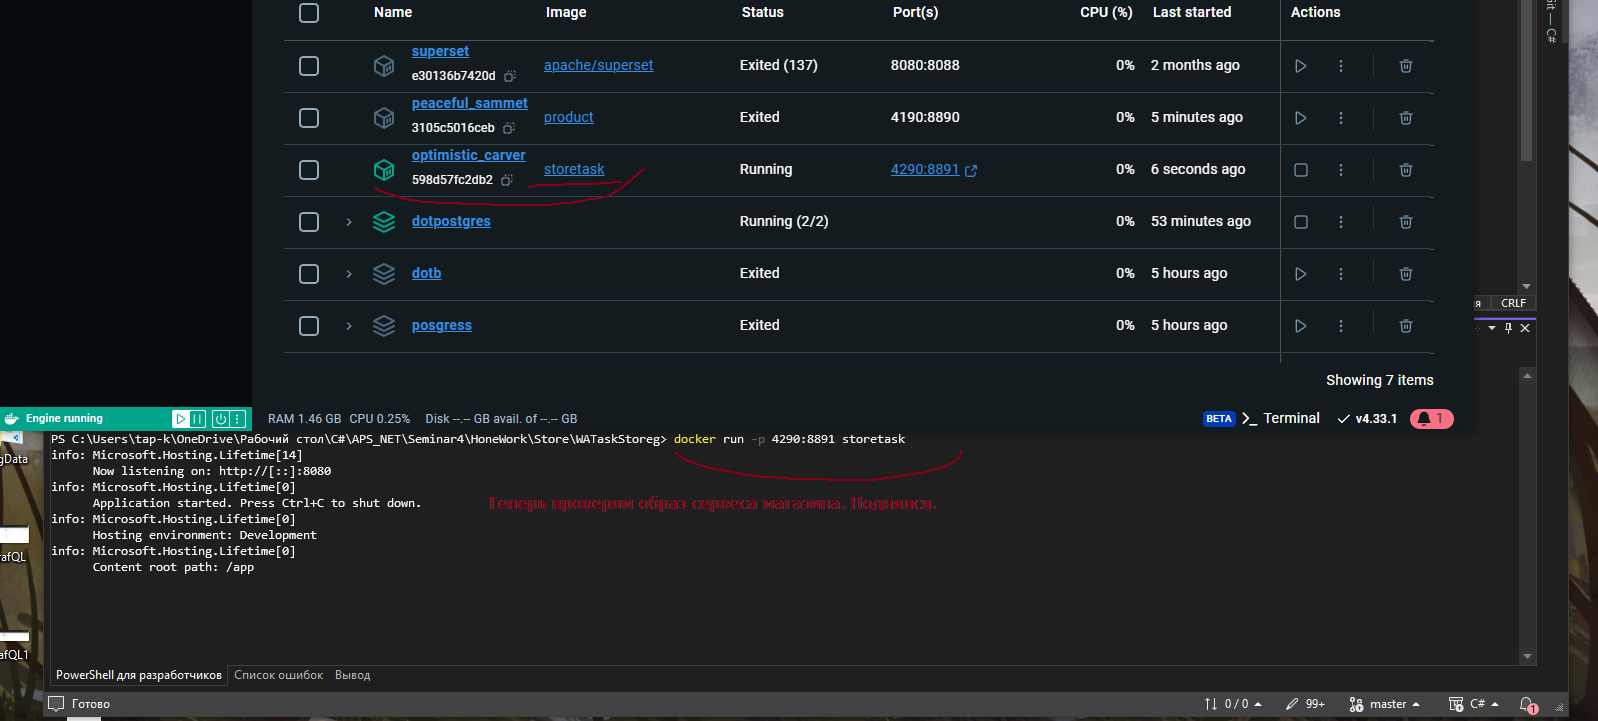 Name Image Status Port(s) CPU (%) Last started Actions
superset
e30136b7420d apache/superset Exited (137) 8080:8088 0% 2 months ago
peaceful_sammet
3105c5016ceb product Exited 4190:8890 0% 5 minutes ago
optimistic_carver
598d57fc2db2 storetask Running 4290:8891 0% 6 seconds ago
dotpostgres Running (2/2) 0% 53 minutes ago
dotb Exited 0% 5 hours ago
posgress Exited 0% 5 hours ago
Showing 7 items
Engine running RAM 1.46 GB CPU 0.25% Disk --.-- GB avail. of --.-- GB BETA Terminal v4.33.1 1
CRLF
Git — C#
PS C:\Users\tap-k\OneDrive\Рабочий стол\C#\APS_NET\Seminar4\HoneWork\Store\WATaskStoreg> docker run -p 4290:8891 storetask
info: Microsoft.Hosting.Lifetime[14]
Now listening on: http://[::]:8080
info: Microsoft.Hosting.Lifetime[0]
Application started. Press Ctrl+C to shut down.
info: Microsoft.Hosting.Lifetime[0]
Hosting environment: Development
info: Microsoft.Hosting.Lifetime[0]
Content root path: /app
Теперь проверям образ сервеса магазина. Поднялся.
gData
afQL
afQL1
PowerShell для разработчиков Список ошибок Вывод
Готово 0 / 0 99+ master C# 1